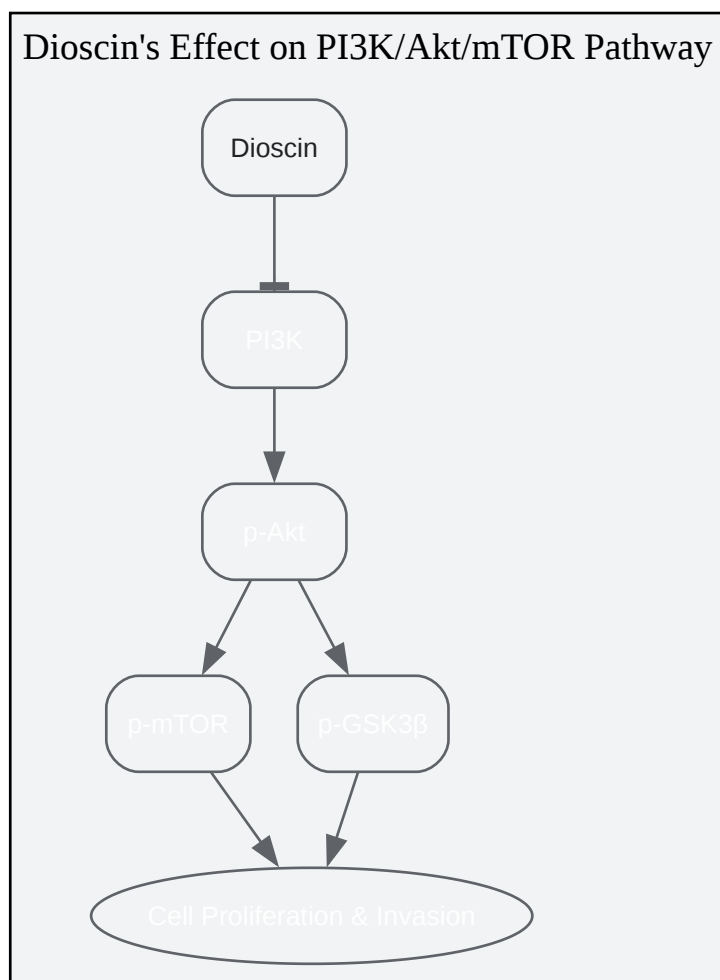 Dioscin's Effect on PI3K/Akt/mTOR Pathway
Dioscin
PI3K
p-Akt
p-mTOR
p-GSK3β
Cell Proliferation & Invasion